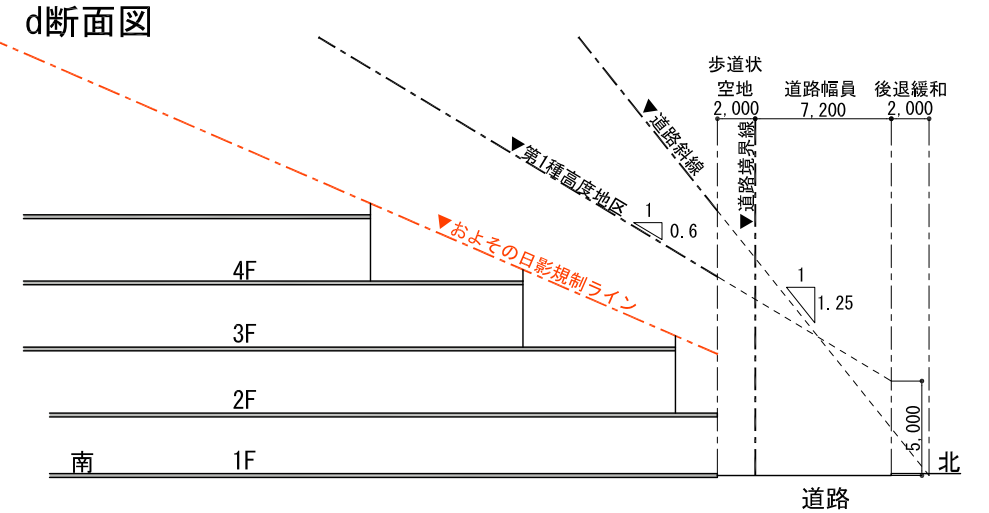 d断面図
歩道状
空地
道路幅員
後退緩和
2,000
7,200
2,000
▼道路斜線
▼道路境界線
▼第1種高度地区
1
0.6
▼およその日影規制ライン
1
1.25
4F
3F
2F
1F
5,000
南
北
道路